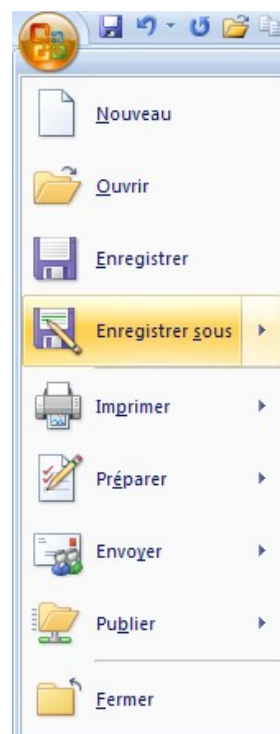 Nouveau
Ouvrir
Enregistrer
Enregistrer sous
Imprimer
Préparer
Envoyer
Publier
Fermer